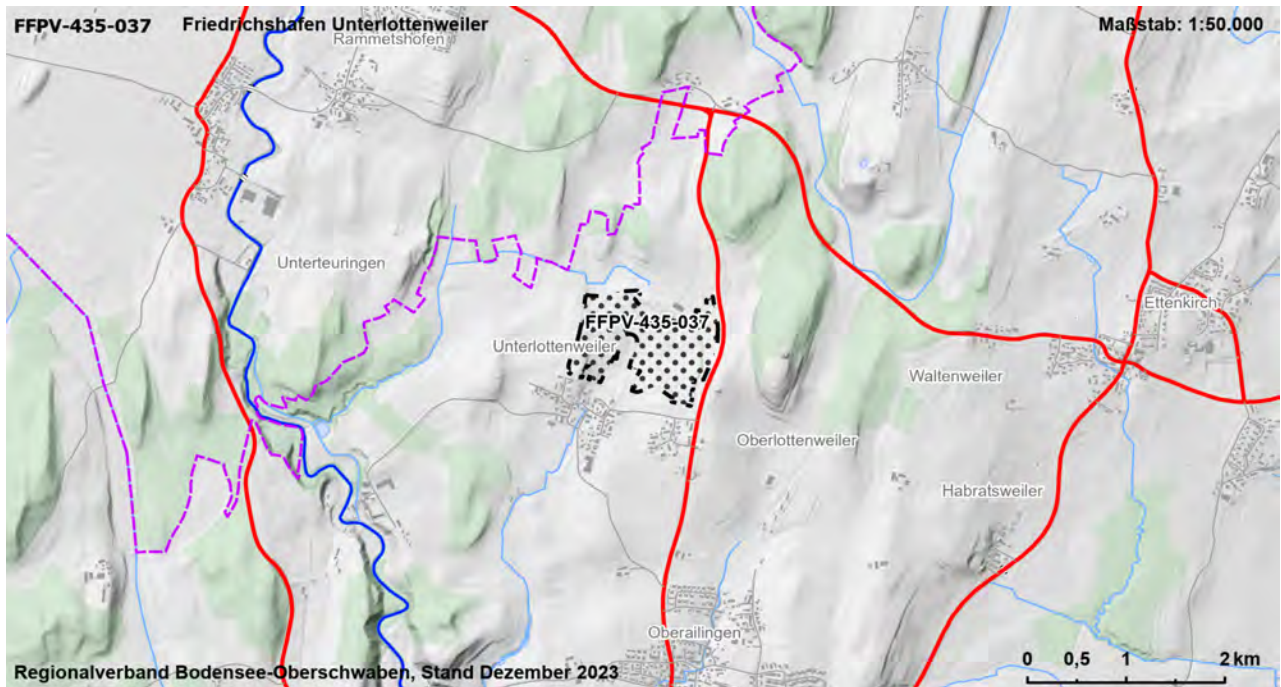 FFPV-435-037 Friedrichshafen Unterlottenweiler Maßstab: 1:50.000
Rammetshofen
Unterteuringen
Ettenkirch
FFPV-435-037
Unterlottenweiler
Waltenweiler
Oberlottenweiler
Habratsweiler
Oberailingen
Regionalverband Bodensee-Oberschwaben, Stand Dezember 2023
0 0,5 1 2 km